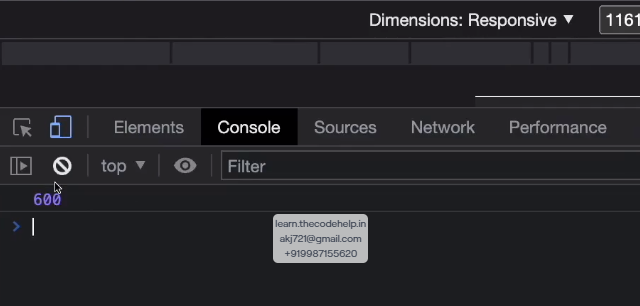 Dimensions: Responsive ▼ 1161
Elements Console Sources Network Performance
top ▼ Filter
600
>
learn.thecodehelp.in
akj721@gmail.com
+919987155620